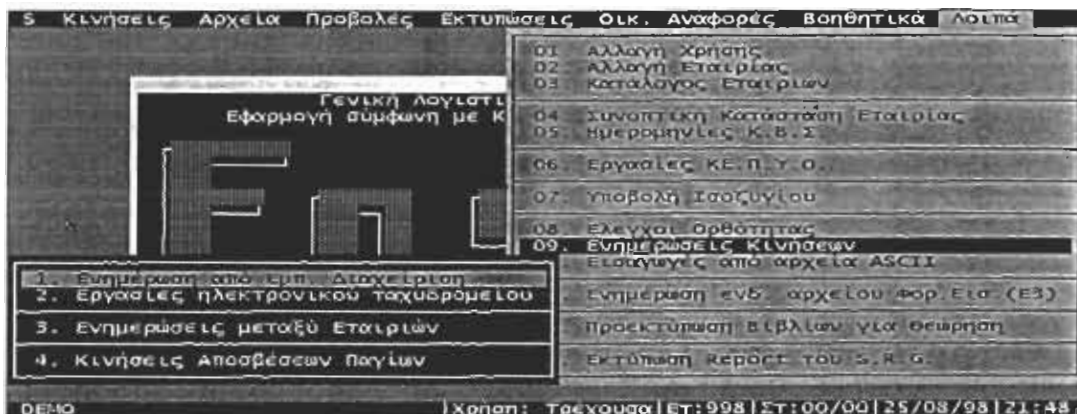 S Κινήσεις Αρχεία Προβολές Εκτυπώσεις Οικ. Αναφορές Βοηθητικά Λοιπά
01. Αλλαγή Χρήσης
02. Αλλαγή Εταιρίας
03. Κατάλογος Εταιριών
Γενική Λογιστι
Εφαρμογή σύμφωνη με Κ
04. Συνοπτική Κατάσταση Εταιρίας
05. Ημερομηνίες Κ.Β.Σ
06. Εργασίες ΚΕ.Π.Υ.Ο.
07. Υποβολή Ισοζυγίου
08. Ελεγχοι Ορθότητας
09. Ενημερώσεις Κινήσεων
Εισαγωγές από αρχεία ASCII
. Ενημέρωση ενδ. αρχείου Φορ.Εισ.(Ε3)
Προεκτύπωση Βιβλίων για Θεώρηση
Εκτύπωση Report του S.R.G.
1. Ενημέρωση από Εμπ. Διαχείριση
2. Εργασίες ηλεκτρονικού ταχυδρομείου
3. Ενημερώσεις μεταξύ Εταιριών
4. Κινήσεις Αποσβέσεων Παγίων
DEMO |Χρήση: Τρέχουσα|Ετ:998|Στ:00/00|25/08/98|21:48